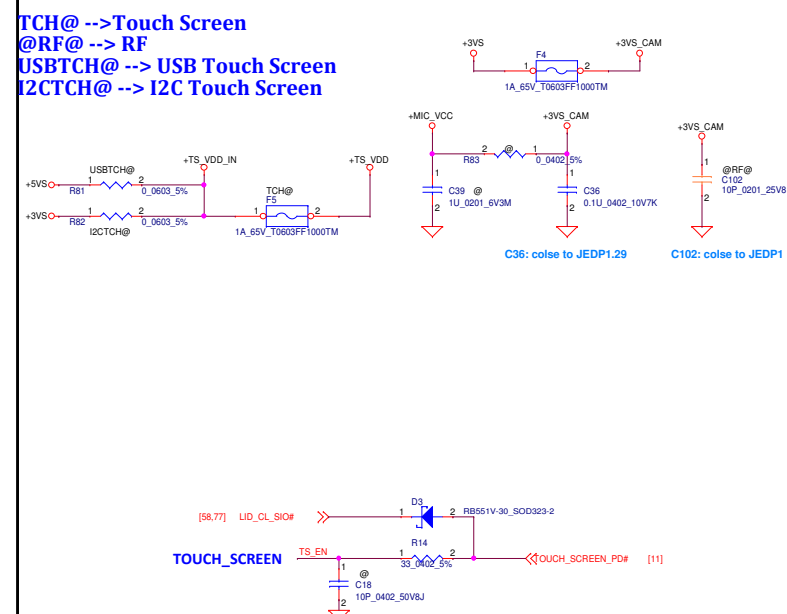 TCH@ -->Touch Screen
@RF@ --> RF
USBTCH@ --> USB Touch Screen
I2CTCH@ --> I2C Touch Screen
+3VS
+3VS_CAM
F4
1
2
1A_65V_T0603FF1000TM
+MIC_VCC
+3VS_CAM
2
@
1
R83
0_0402_5%
1
C39 @
1U_0201_6V3M
2
1
C36
0.1U_0402_10V7K
2
C36: colse to JEDP1.29
+3VS_CAM
1
@RF@
C102
10P_0201_25V8
2
C102: colse to JEDP1
+TS_VDD_IN
+TS_VDD
USBTCH@
+5VS
1
2
R81
0_0603_5%
+3VS
1
2
R82
0_0603_5%
I2CTCH@
TCH@
F5
1
2
1A_65V_T0603FF1000TM
[58,77] LID_CL_SIO#
D3
1
2
RB551V-30_SOD323-2
TOUCH_SCREEN
TS_EN
R14
1
2
33_0402_5%
TOUCH_SCREEN_PD# [11]
1
@
C18
10P_0402_50V8J
2